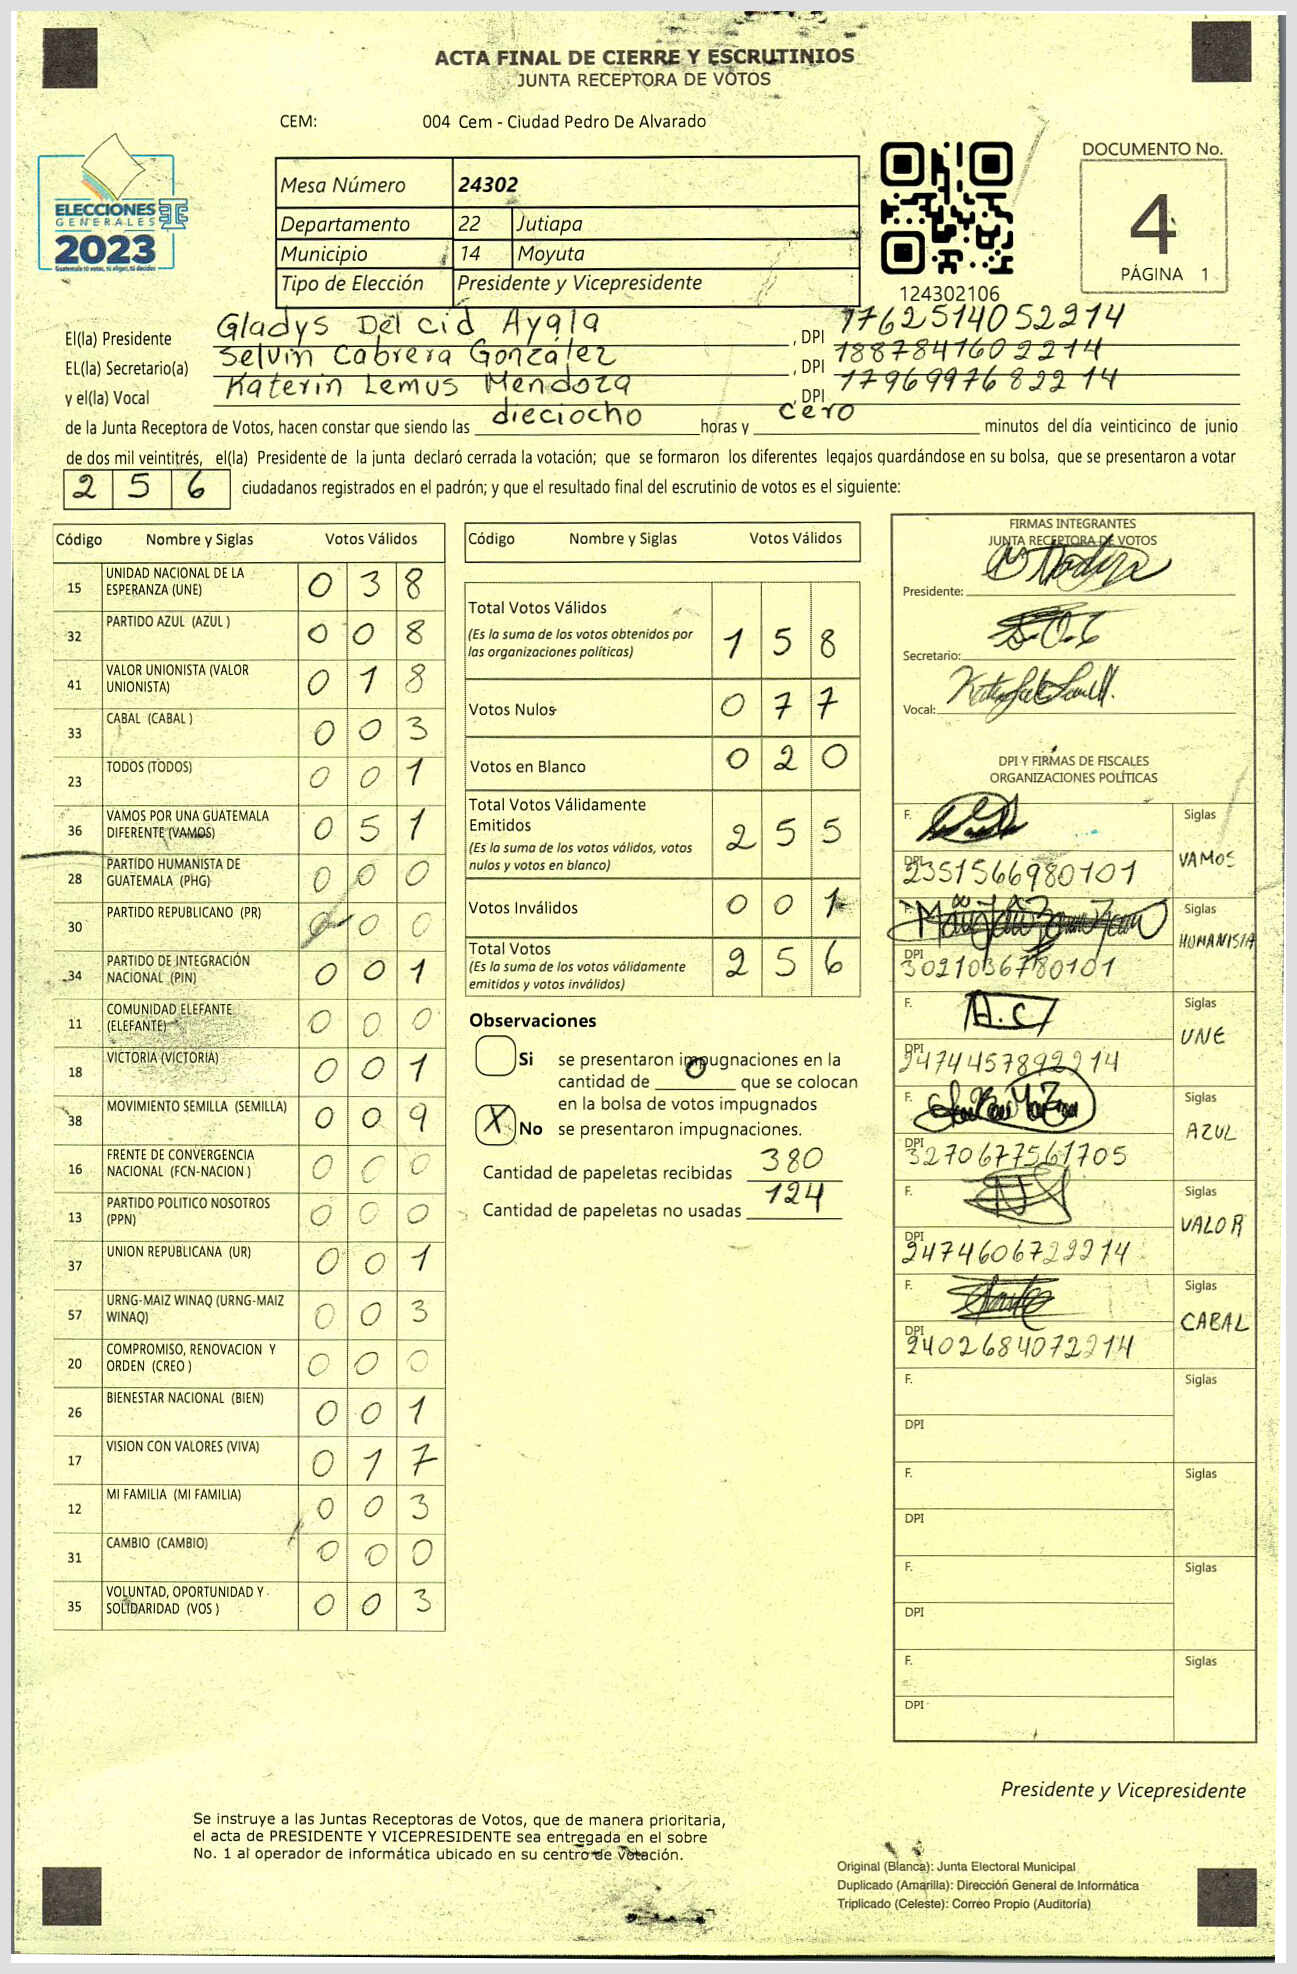 ACTA FINAL DE CIERRE Y ESCRUTINIOS
JUNTA RECEPTORA DE VOTOS
CEM: 004 Cem - Ciudad Pedro De Alvarado
ELECCIONES
GENERALES
2023
Guatemala tú votas, tú eliges, tú decides
Mesa Número 24302
Departamento 22 Jutiapa
Municipio 14 Moyuta
Tipo de Elección Presidente y Vicepresidente
124302106
DOCUMENTO No.
4
PÁGINA 1
El(la) Presidente Gladys Del cid Ayala , DPI 1762514052214
EL(la) Secretario(a) Selvin Cabrera González , DPI 1887841602214
y el(la) Vocal Katerin Lemus Mendoza , DPI 1796997682214
de la Junta Receptora de Votos, hacen constar que siendo las dieciocho horas y cero minutos del día veinticinco de junio
de dos mil veintitrés, el(la) Presidente de la junta declaró cerrada la votación; que se formaron los diferentes legajos guardándose en su bolsa, que se presentaron a votar
2 5 6 ciudadanos registrados en el padrón; y que el resultado final del escrutinio de votos es el siguiente:
Código Nombre y Siglas Votos Válidos
15 UNIDAD NACIONAL DE LA ESPERANZA (UNE) 0 3 8
32 PARTIDO AZUL (AZUL ) 0 0 8
41 VALOR UNIONISTA (VALOR UNIONISTA) 0 1 8
33 CABAL (CABAL ) 0 0 3
23 TODOS (TODOS) 0 0 1
36 VAMOS POR UNA GUATEMALA DIFERENTE (VAMOS) 0 5 1
28 PARTIDO HUMANISTA DE GUATEMALA (PHG) 0 0 0
30 PARTIDO REPUBLICANO (PR) 0 0 0
34 PARTIDO DE INTEGRACIÓN NACIONAL (PIN) 0 0 1
11 COMUNIDAD ELEFANTE (ELEFANTE) 0 0 0
18 VICTORIA (VICTORIA) 0 0 1
38 MOVIMIENTO SEMILLA (SEMILLA) 0 0 9
16 FRENTE DE CONVERGENCIA NACIONAL (FCN-NACION ) 0 0 0
13 PARTIDO POLITICO NOSOTROS (PPN) 0 0 0
37 UNION REPUBLICANA (UR) 0 0 1
57 URNG-MAIZ WINAQ (URNG-MAIZ WINAQ) 0 0 3
20 COMPROMISO, RENOVACION Y ORDEN (CREO ) 0 0 0
26 BIENESTAR NACIONAL (BIEN) 0 0 1
17 VISION CON VALORES (VIVA) 0 1 7
12 MI FAMILIA (MI FAMILIA) 0 0 3
31 CAMBIO (CAMBIO) 0 0 0
35 VOLUNTAD, OPORTUNIDAD Y SOLIDARIDAD (VOS ) 0 0 3
Código Nombre y Siglas Votos Válidos
Total Votos Válidos
(Es la suma de los votos obtenidos por
las organizaciones políticas) 1 5 8
Votos Nulos 0 7 7
Votos en Blanco 0 2 0
Total Votos Válidamente
Emitidos
(Es la suma de los votos válidos, votos
nulos y votos en blanco) 2 5 5
Votos Inválidos 0 0 1
Total Votos
(Es la suma de los votos válidamente
emitidos y votos inválidos) 2 5 6
Observaciones
Si se presentaron impugnaciones en la
cantidad de 0 que se colocan
en la bolsa de votos impugnados
X No se presentaron impugnaciones.
Cantidad de papeletas recibidas 380
Cantidad de papeletas no usadas 124
FIRMAS INTEGRANTES
JUNTA RECEPTORA DE VOTOS
Presidente:
Secretario:
Vocal:
DPI Y FIRMAS DE FISCALES
ORGANIZACIONES POLÍTICAS
F. Siglas
DPI 2351566980101 VAMOS
F. Siglas
DPI 3021036780101 HUMANISTA
F. A.C Siglas
DPI 2474457892214 UNE
F. Siglas
DPI 3270677561705 AZUL
F. Siglas
DPI 2474606722214 VALOR
F. Siglas
DPI 2402684072214 CABAL
F. Siglas
DPI
F. Siglas
DPI
F. Siglas
DPI
F. Siglas
DPI
Presidente y Vicepresidente
Se instruye a las Juntas Receptoras de Votos, que de manera prioritaria,
el acta de PRESIDENTE Y VICEPRESIDENTE sea entregada en el sobre
No. 1 al operador de informática ubicado en su centro de votación.
Original (Blanca): Junta Electoral Municipal
Duplicado (Amarilla): Dirección General de Informática
Triplicado (Celeste): Correo Propio (Auditoría)